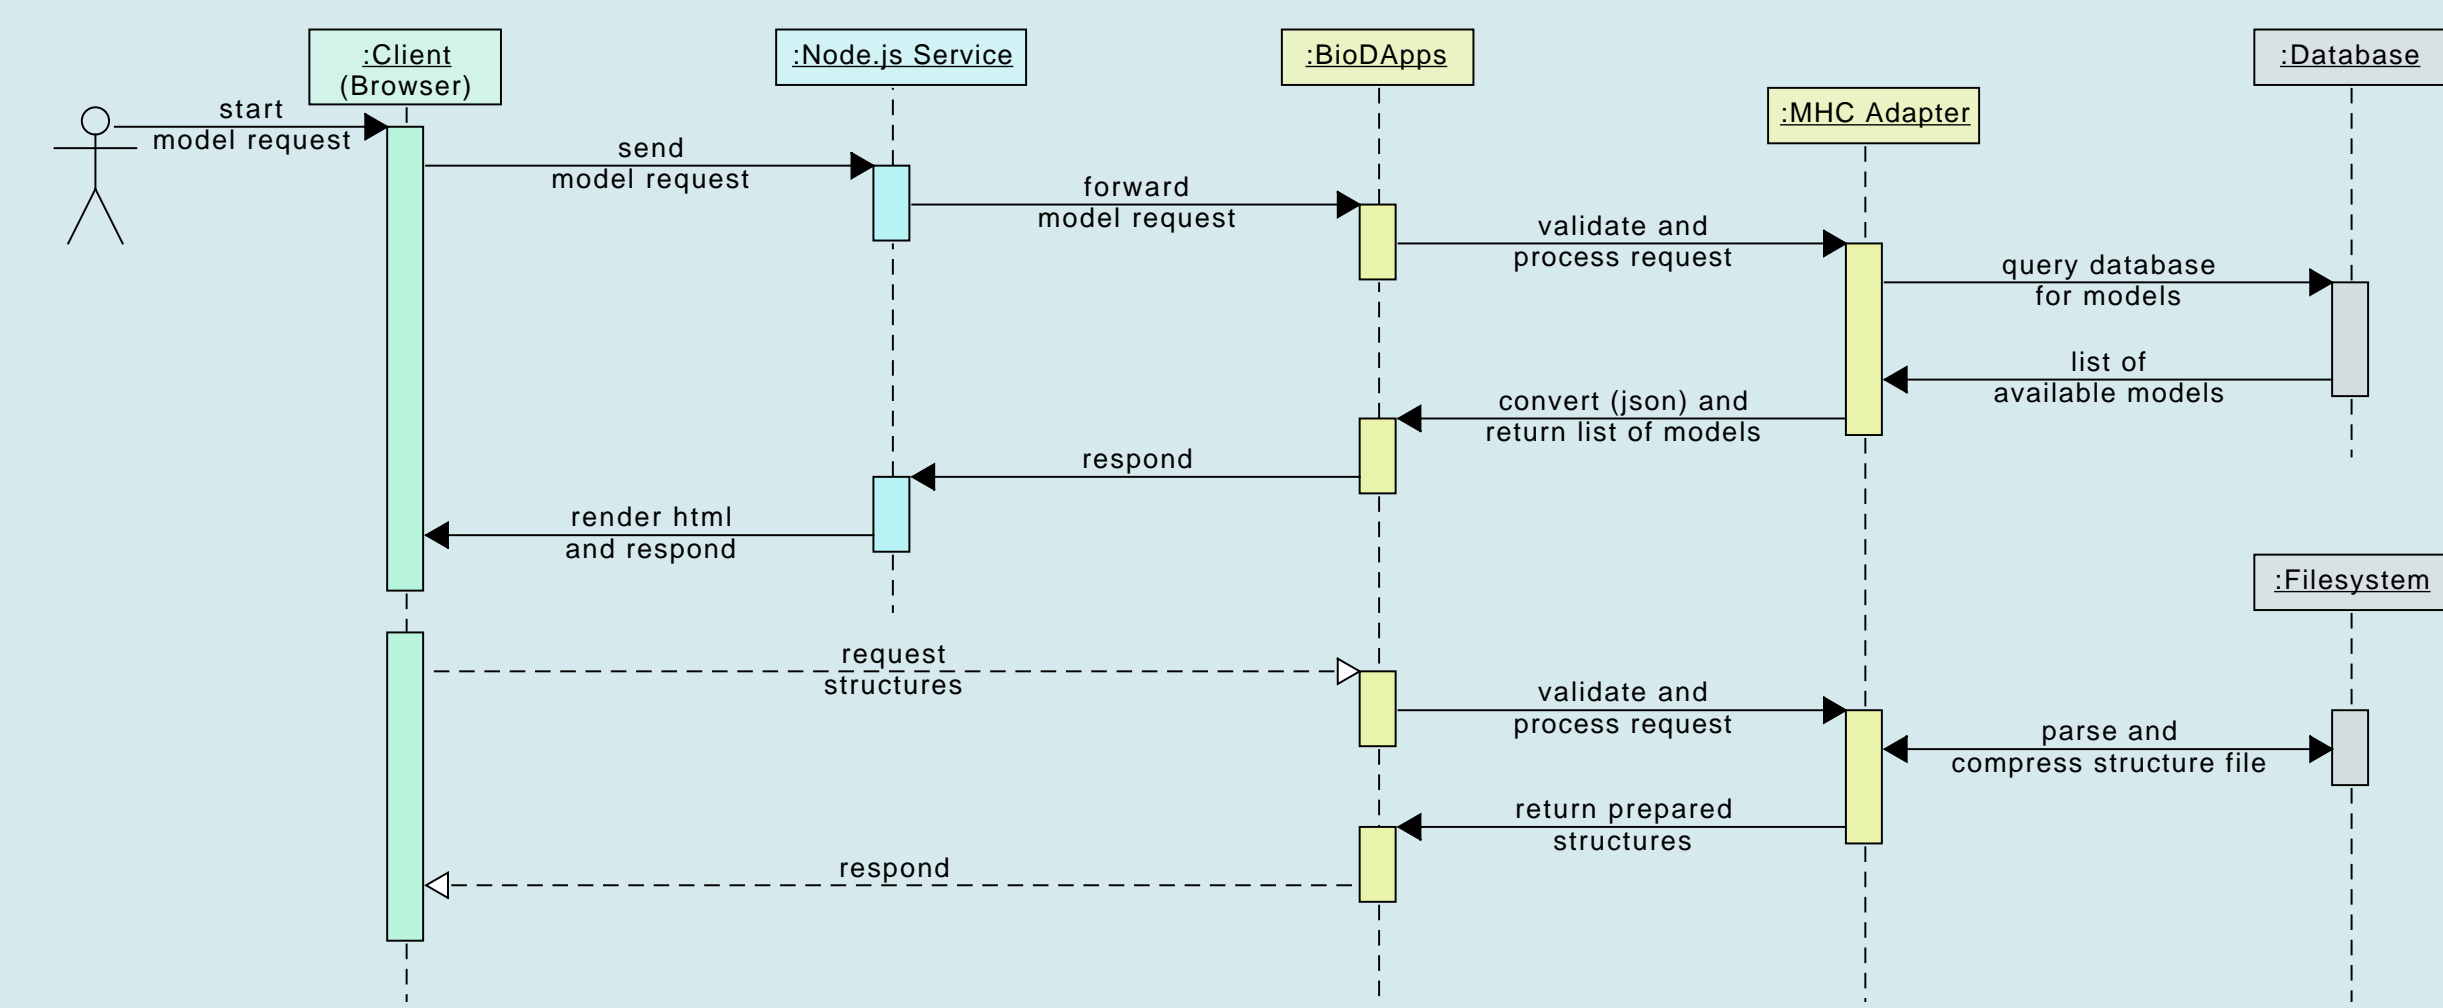 :Client
(Browser)
:Node.js Service
:BioDApps
:Database
:MHC Adapter
start
model request
send
model request
forward
model request
validate and
process request
query database
for models
list of
available models
convert (json) and
return list of models
respond
render html
and respond
:Filesystem
request
structures
validate and
process request
parse and
compress structure file
return prepared
structures
respond